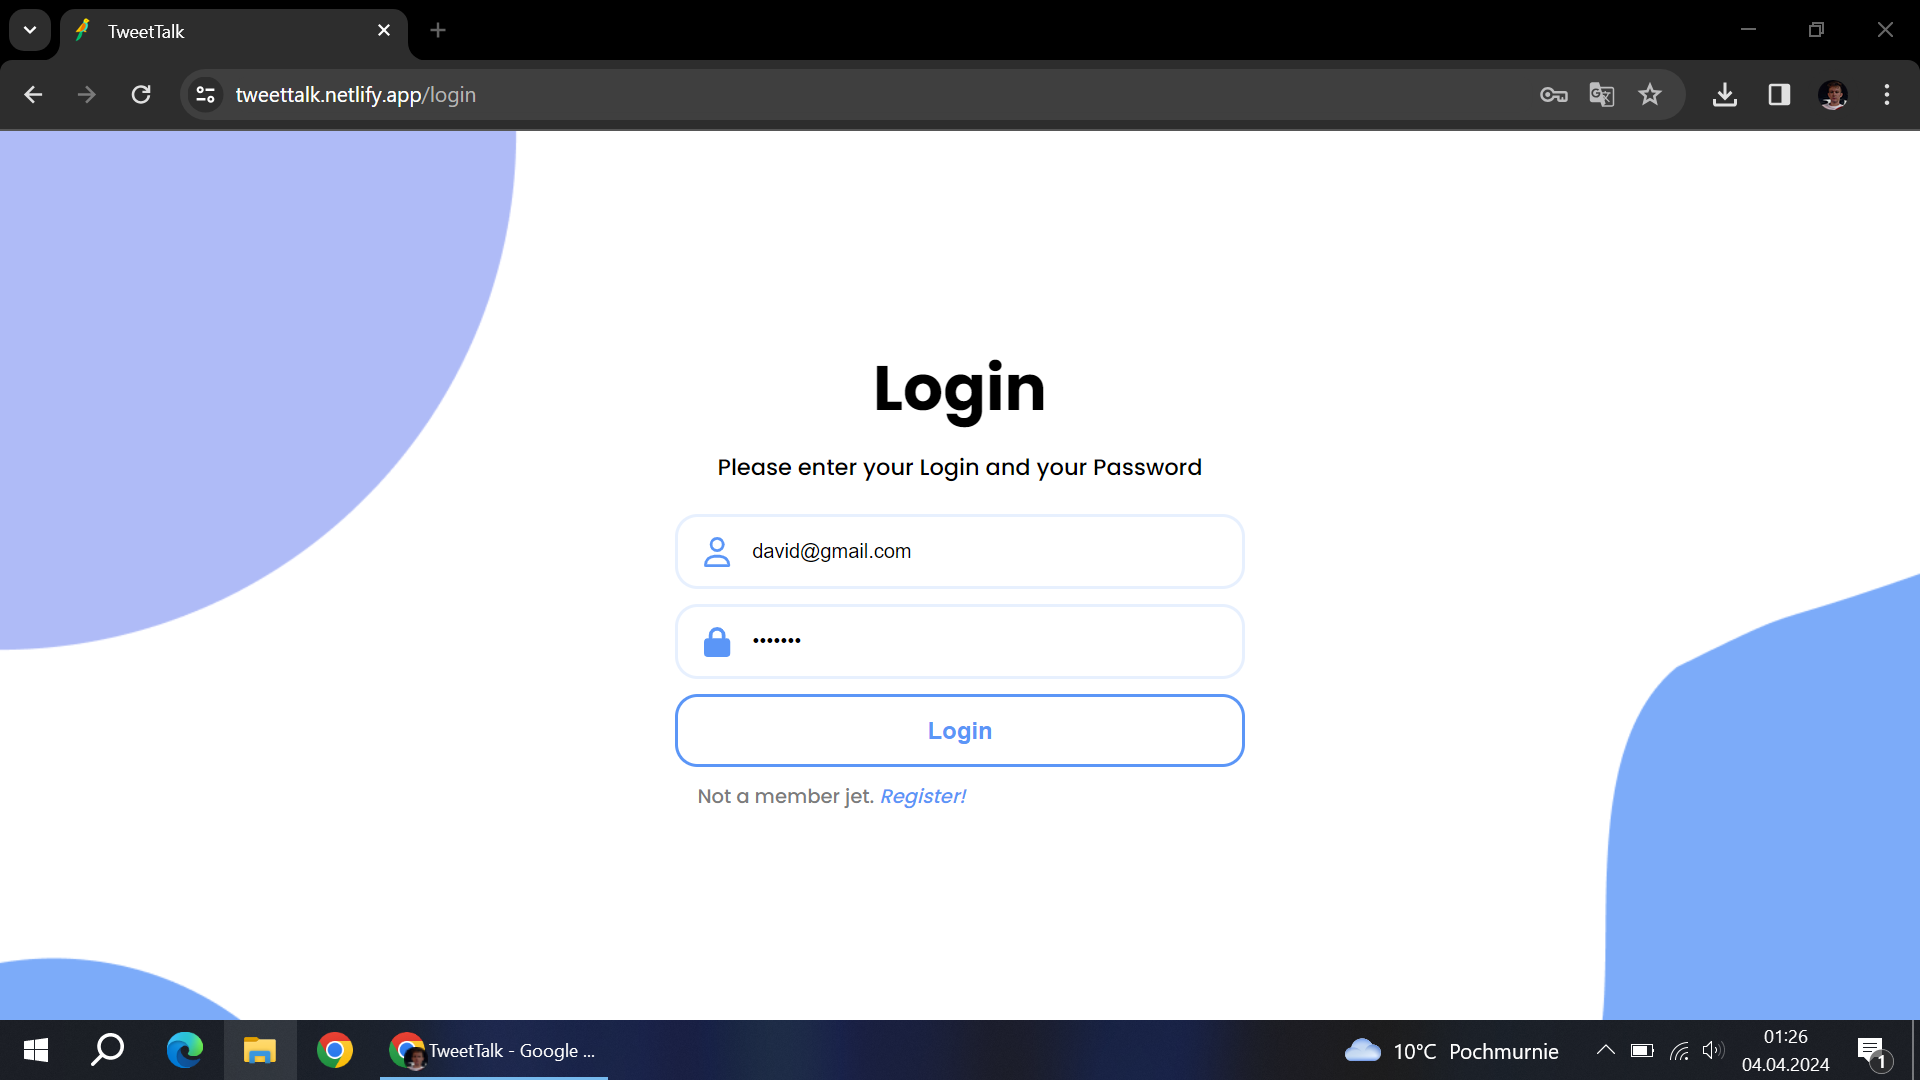 TweetTalk
tweettalk.netlify.app/login
Login
Please enter your Login and your Password
david@gmail.com
•••••••
Login
Not a member jet. Register!
TweetTalk - Google ...
10°C Pochmurnie
01:26
04.04.2024
1